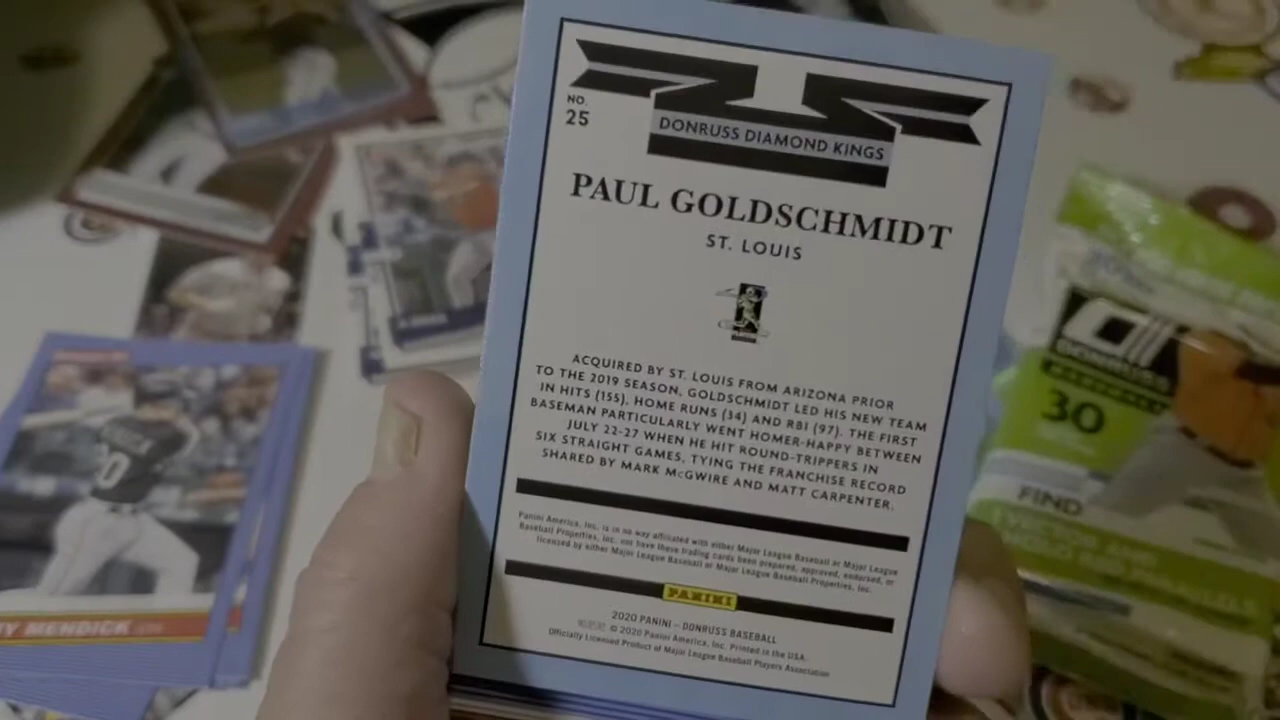 NO.
25
DONRUSS DIAMOND KINGS
PAUL GOLDSCHMIDT
ST. LOUIS
ACQUIRED BY ST. LOUIS FROM ARIZONA PRIOR
TO THE 2019 SEASON, GOLDSCHMIDT LED HIS NEW TEAM
IN HITS (155), HOME RUNS (34) AND RBI (97). THE FIRST
BASEMAN PARTICULARLY WENT HOMER-HAPPY BETWEEN
JULY 22-27 WHEN HE HIT ROUND-TRIPPERS IN
SIX STRAIGHT GAMES, TYING THE FRANCHISE RECORD
SHARED BY MARK McGWIRE AND MATT CARPENTER.
Panini America, Inc. is in no way affiliated with either Major League Baseball or Major League
Baseball Properties, Inc. nor have these trading cards been prepared, approved, endorsed, or
licensed by either Major League Baseball or Major League Baseball Properties, Inc.
PANINI
2020 PANINI – DONRUSS BASEBALL
© 2020 Panini America, Inc. Printed in the USA.
Officially Licensed Product of Major League Baseball Players Association
Y MENDICK
DONRUSS
30
FIND